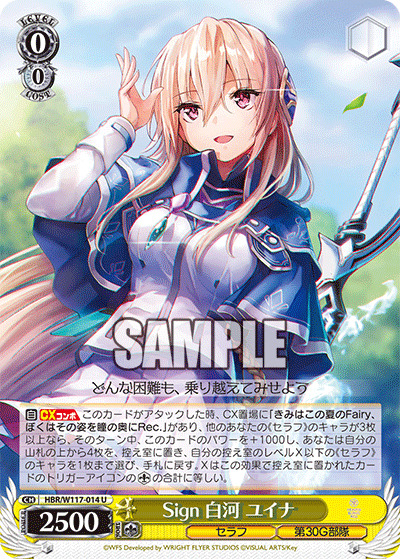 LEVEL
0
0
COST
SAMPLE
どんな困難も、乗り越えてみせよう
CXコンボ このカードがアタックした時、CX置場に「きみはこの夏のFairy、
ぼくはその姿を瞳の奥にRec.」があり、他のあなたの《セラフ》のキャラが3枚
以上なら、そのターン中、このカードのパワーを+1000し、あなたは自分の
山札の上から4枚を、控え室に置き、自分の控え室のレベルX以下の《セラフ》
のキャラを1枚まで選び、手札に戻す。Xはこの効果で控え室に置かれたカー
ドのトリガーアイコンの の合計に等しい。
CH HBR/W117-014 U
2500
Sign 白河 ユイナ
セラフ 第30G部隊
©WFS Developed by WRIGHT FLYER STUDIOS ©VISUAL ARTS/Key